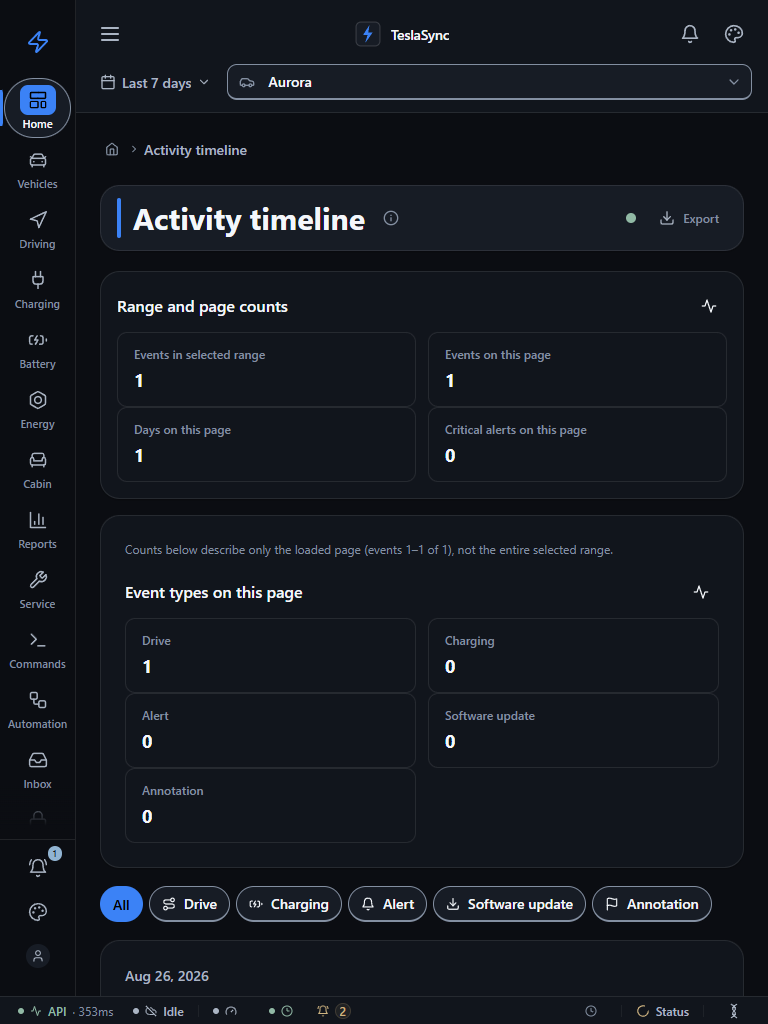 TeslaSync
Last 7 days
Aurora
Home
Vehicles
Driving
Charging
Battery
Energy
Cabin
Reports
Service
Commands
Automation
Inbox
1
Activity timeline
Activity timeline
Export
Range and page counts
Events in selected range
1
Events on this page
1
Days on this page
1
Critical alerts on this page
0
Counts below describe only the loaded page (events 1–1 of 1), not the entire selected range.
Event types on this page
Drive
1
Charging
0
Alert
0
Software update
0
Annotation
0
All Drive Charging Alert Software update Annotation
Aug 26, 2026
API · 353ms Idle 2 Status